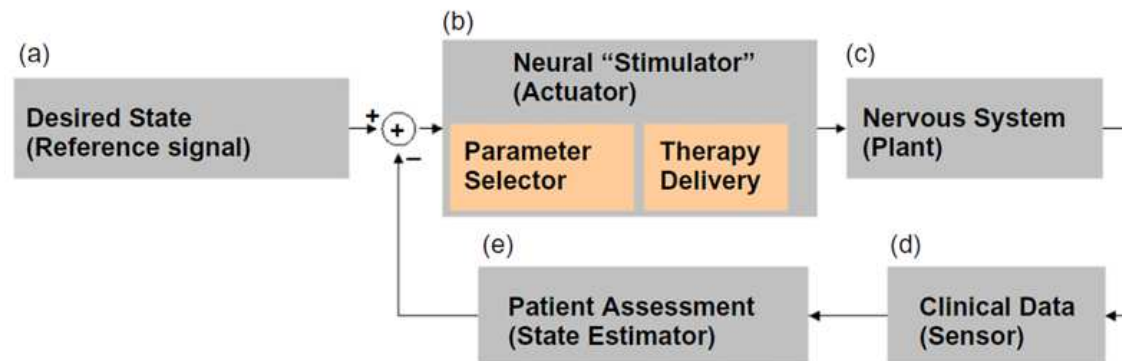 (a)
Desired State
(Reference signal)
+
+
–
(b)
Neural “Stimulator”
(Actuator)
Parameter
Selector
Therapy
Delivery
(c)
Nervous System
(Plant)
(d)
Clinical Data
(Sensor)
(e)
Patient Assessment
(State Estimator)